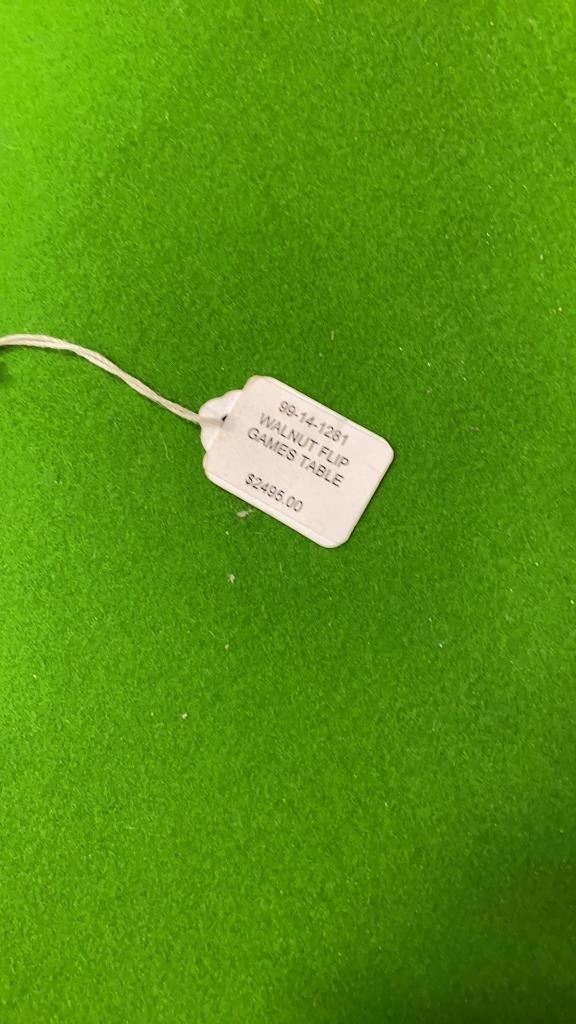 99-14-1281
WALNUT FLIP
GAMES TABLE
$2495.00